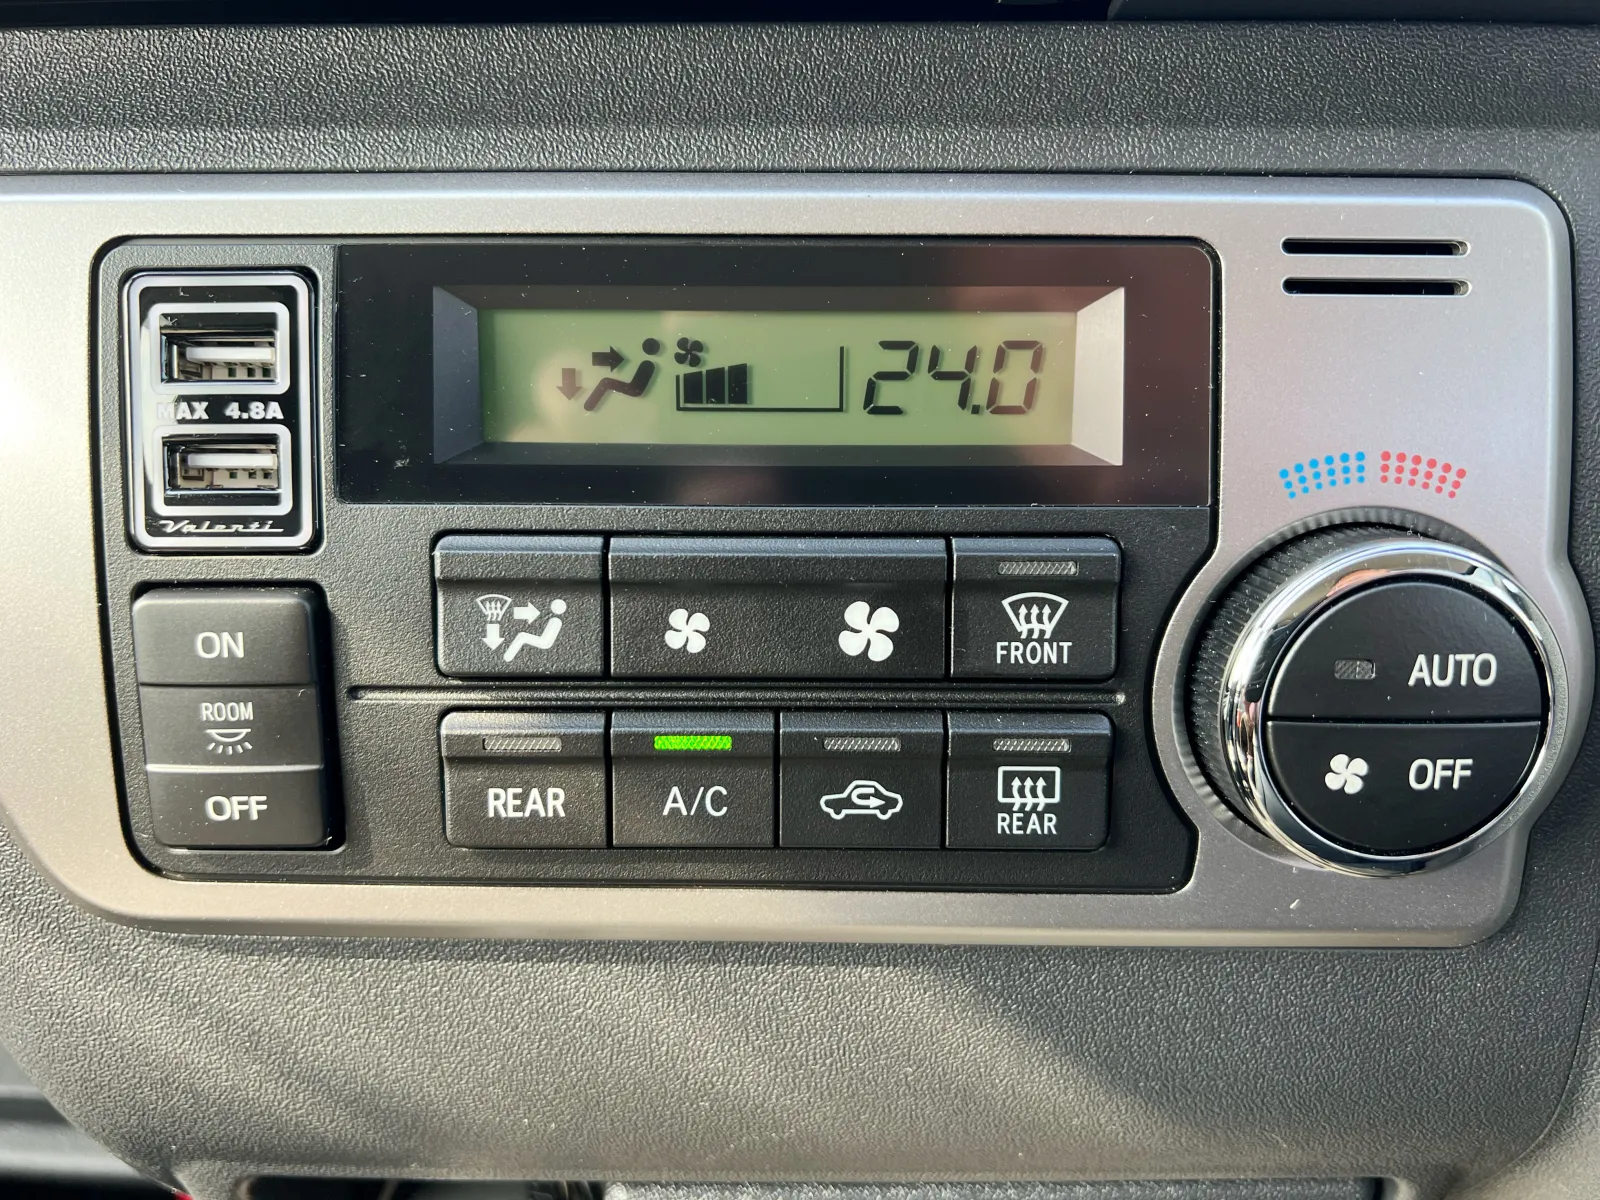 MAX 4.8A
Valenti
24.0
ON
ROOM
OFF
FRONT
REAR
A/C
REAR
AUTO
OFF